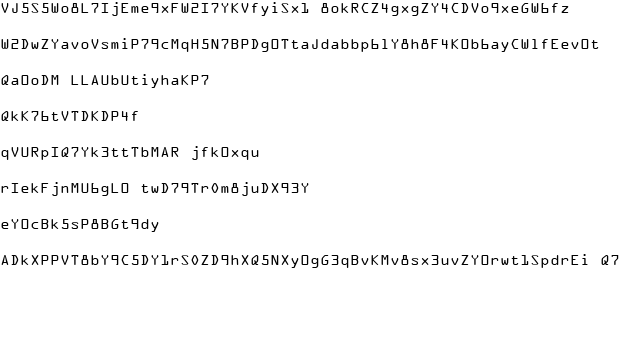 VJ5S5Wo8L7IjEme9xFW2I7YKVfyiSx1 8okRCZ4gxgZY4CDVo9xeGW6fz
W2DwZYavoVsmiP79cMqH5N7BPDgOTtaJdabbp61Y8h8F4KOb6ayCW1fEevOt
QaOoDM LLAUbUtiyhaKP7
QkK76tVTDKDP4f
qVURpIQ7Yk3ttTbMAR jfkOxqu
rIekFjnMU6gLO twD79Tr0m8juDX93Y
eYOcBk5sP8BGt9dy
ADkXPPVT8bY9C5DY1rS0ZD9hXQ5NXyOgG3qBvKMv8sx3uvZYOrwt1SpdrEi Q7